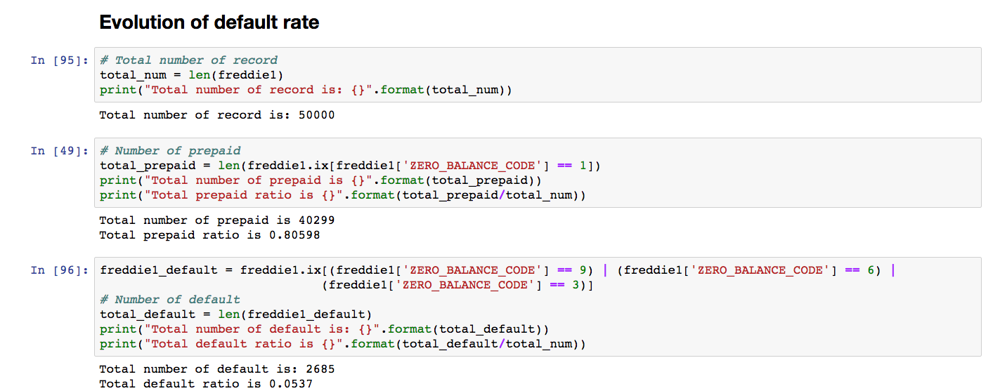 Evolution of default rate
In [95]: # Total number of record
total_num = len(freddie1)
print("Total number of record is: {}".format(total_num))
Total number of record is: 50000
In [49]: # Number of prepaid
total_prepaid = len(freddie1.ix[freddie1['ZERO_BALANCE_CODE'] == 1])
print("Total number of prepaid is {}".format(total_prepaid))
print("Total prepaid ratio is {}".format(total_prepaid/total_num))
Total number of prepaid is 40299
Total prepaid ratio is 0.80598
In [96]: freddie1_default = freddie1.ix[(freddie1['ZERO_BALANCE_CODE'] == 9) | (freddie1['ZERO_BALANCE_CODE'] == 6) |
(freddie1['ZERO_BALANCE_CODE'] == 3)]
# Number of default
total_default = len(freddie1_default)
print("Total number of default is: {}".format(total_default))
print("Total default ratio is {}".format(total_default/total_num))
Total number of default is: 2685
Total default ratio is 0.0537